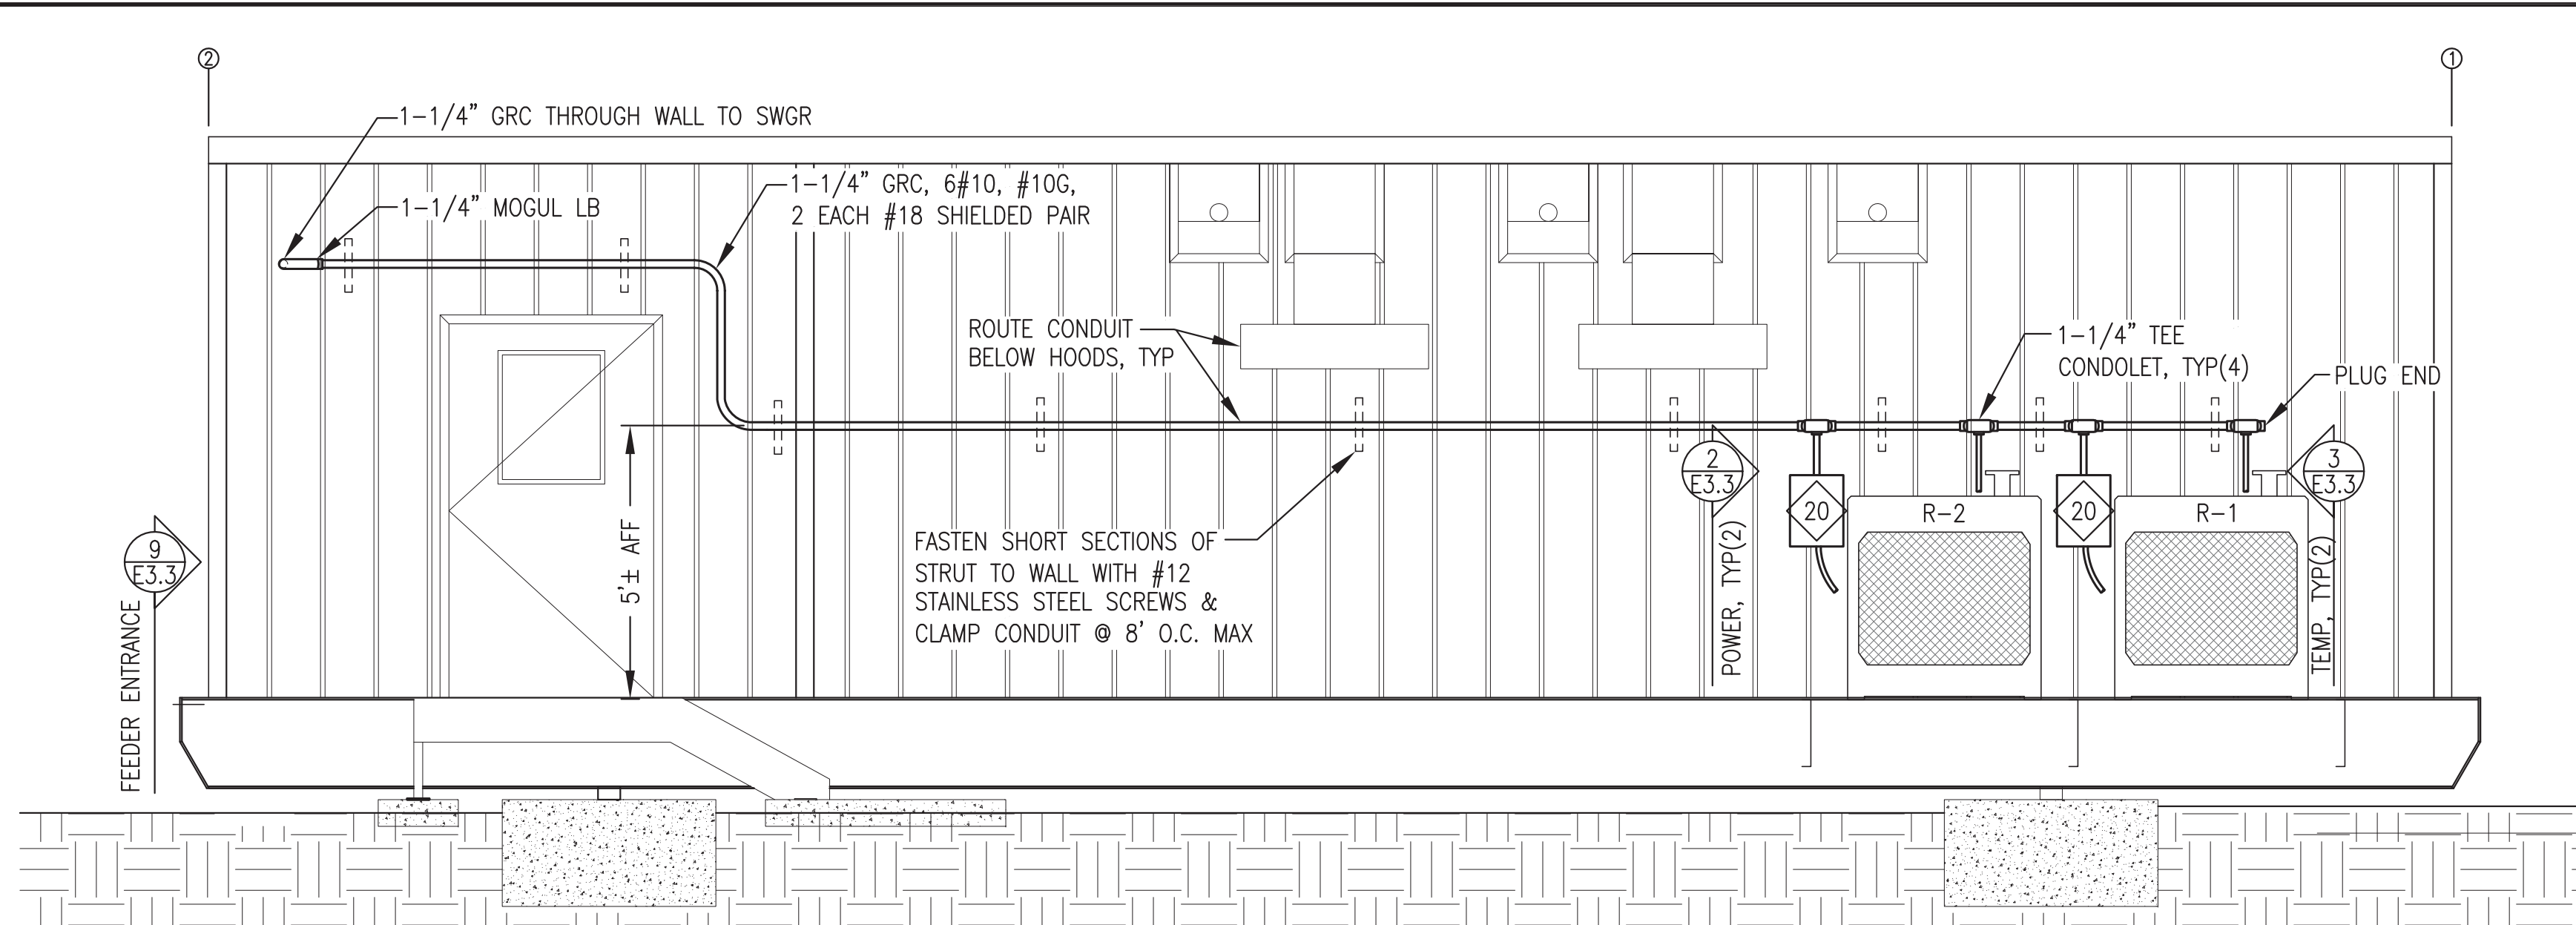 2
1
1-1/4" GRC THROUGH WALL TO SWGR
1-1/4" MOGUL LB
1-1/4" GRC, 6#10, #10G,
2 EACH #18 SHIELDED PAIR
ROUTE CONDUIT
BELOW HOODS, TYP
1-1/4" TEE
CONDOLET, TYP(4)
PLUG END
5'± AFF
FASTEN SHORT SECTIONS OF
STRUT TO WALL WITH #12
STAINLESS STEEL SCREWS &
CLAMP CONDUIT @ 8' O.C. MAX
2
E3.3
POWER, TYP(2)
20
R-2
20
R-1
3
E3.3
TEMP, TYP(2)
9
E3.3
FEEDER ENTRANCE